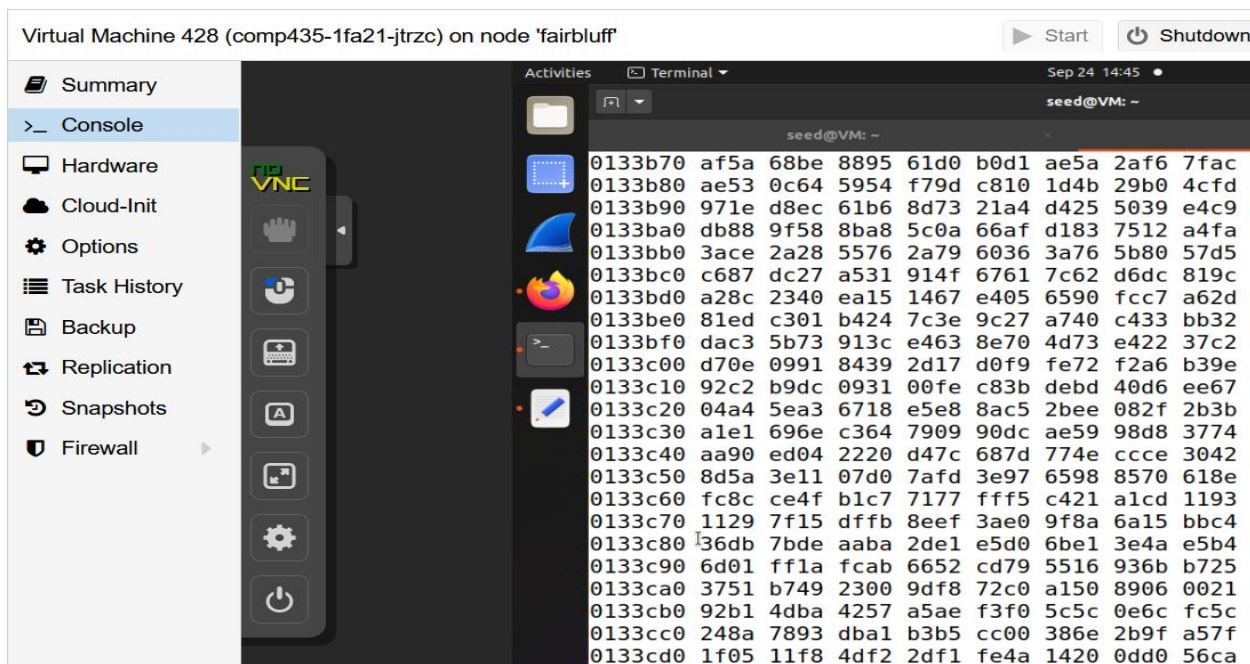 Virtual Machine 428 (comp435-1fa21-jtrzc) on node 'fairbluff'
Start
Shutdown
Summary
Console
Hardware
Cloud-Init
Options
Task History
Backup
Replication
Snapshots
Firewall
noVNC
A
Activities
Terminal
Sep 24 14:45
seed@VM: ~
seed@VM: ~
0133b70 af5a 68be 8895 61d0 b0d1 ae5a 2af6 7fac
0133b80 ae53 0c64 5954 f79d c810 1d4b 29b0 4cfd
0133b90 971e d8ec 61b6 8d73 21a4 d425 5039 e4c9
0133ba0 db88 9f58 8ba8 5c0a 66af d183 7512 a4fa
0133bb0 3ace 2a28 5576 2a79 6036 3a76 5b80 57d5
0133bc0 c687 dc27 a531 914f 6761 7c62 d6dc 819c
0133bd0 a28c 2340 ea15 1467 e405 6590 fcc7 a62d
0133be0 81ed c301 b424 7c3e 9c27 a740 c433 bb32
0133bf0 dac3 5b73 913c e463 8e70 4d73 e422 37c2
0133c00 d70e 0991 8439 2d17 d0f9 fe72 f2a6 b39e
0133c10 92c2 b9dc 0931 00fe c83b debd 40d6 ee67
0133c20 04a4 5ea3 6718 e5e8 8ac5 2bee 082f 2b3b
0133c30 a1e1 696e c364 7909 90dc ae59 98d8 3774
0133c40 aa90 ed04 2220 d47c 687d 774e ccce 3042
0133c50 8d5a 3e11 07d0 7afd 3e97 6598 8570 618e
0133c60 fc8c ce4f b1c7 7177 fff5 c421 a1cd 1193
0133c70 1129 7f15 dffb 8eef 3ae0 9f8a 6a15 bbc4
0133c80 36db 7bde aaba 2de1 e5d0 6be1 3e4a e5b4
0133c90 6d01 ff1a fcab 6652 cd79 5516 936b b725
0133ca0 3751 b749 2300 9df8 72c0 a150 8906 0021
0133cb0 92b1 4dba 4257 a5ae f3f0 5c5c 0e6c fc5c
0133cc0 248a 7893 dba1 b3b5 cc00 386e 2b9f a57f
0133cd0 1f05 11f8 4df2 2df1 fe4a 1420 0dd0 56ca